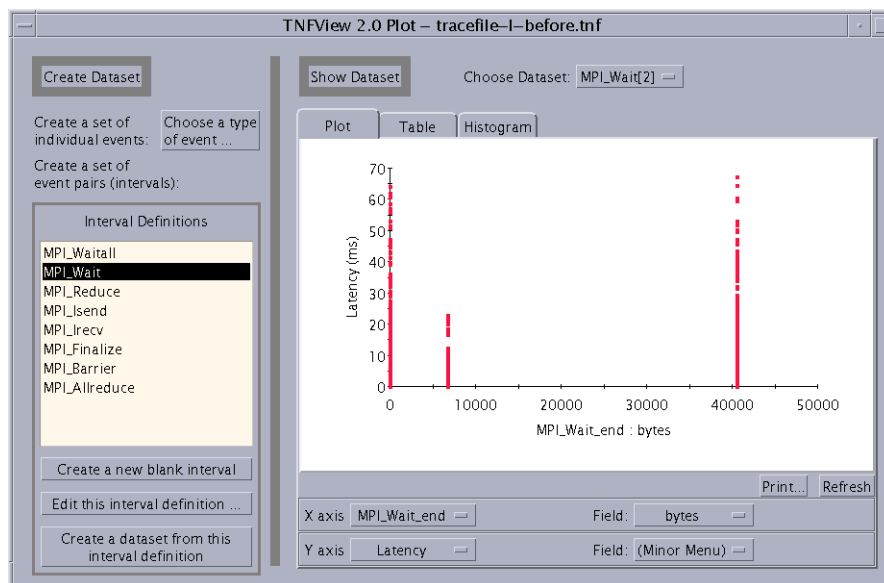 TNFView 2.0 Plot – tracefile–l–before.tnf
Create Dataset
Create a set of
individual events:
Choose a type
of event ...
Create a set of
event pairs (intervals):
Interval Definitions
MPI_Waitall
MPI_Wait
MPI_Reduce
MPI_Isend
MPI_Irecv
MPI_Finalize
MPI_Barrier
MPI_Allreduce
Create a new blank interval
Edit this interval definition ...
Create a dataset from this
interval definition
Show Dataset
Choose Dataset: MPI_Wait[2]
Plot
Table
Histogram
70
60
50
40
30
20
10
0
Latency (ms)
0 10000 20000 30000 40000 50000
MPI_Wait_end : bytes
Print... Refresh
X axis MPI_Wait_end Field: bytes
Y axis Latency Field: (Minor Menu)